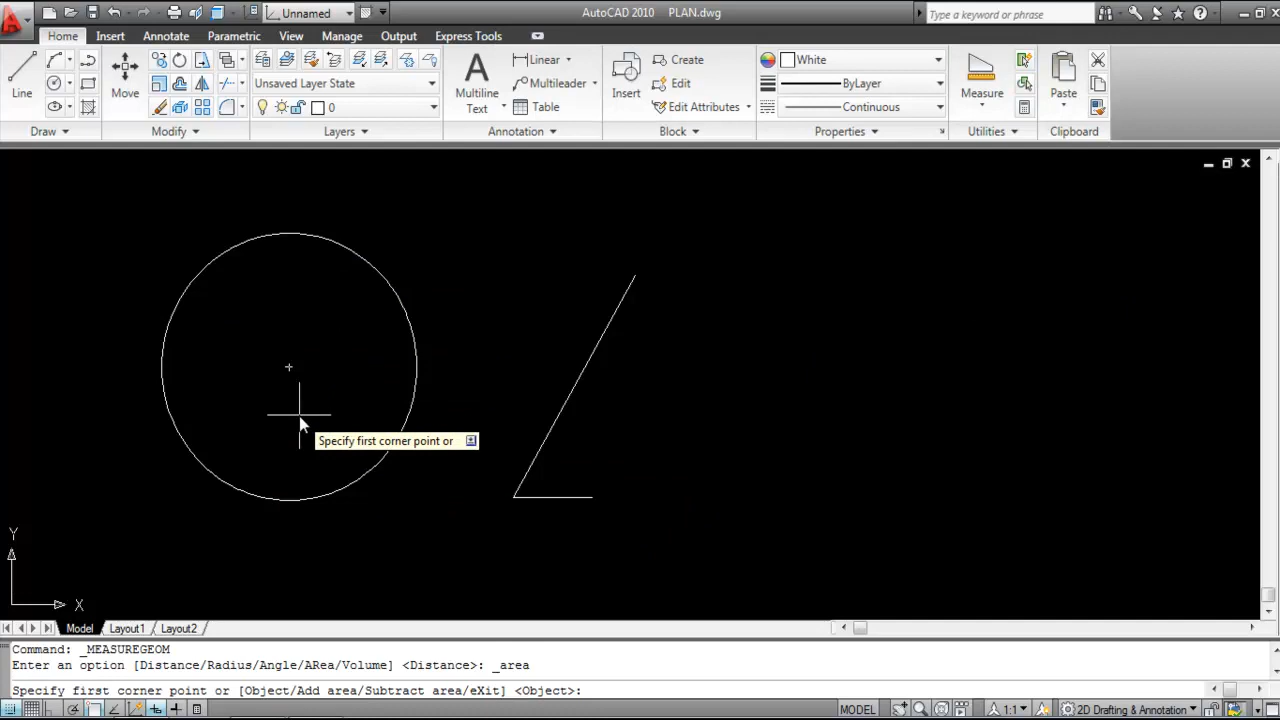 Unnamed
AutoCAD 2010 PLAN.dwg
Type a keyword or phrase
Home Insert Annotate Parametric View Manage Output Express Tools
Line
Move
Unsaved Layer State
0
Multiline
Text
Linear
Multileader
Table
Insert
Create
Edit
Edit Attributes
White
ByLayer
Continuous
Measure
Paste
Draw Modify Layers Annotation Block Properties Utilities Clipboard
Specify first corner point or
Y
X
Model Layout1 Layout2
Command: _MEASUREGEOM
Enter an option [Distance/Radius/Angle/ARea/Volume] <Distance>: _area
Specify first corner point or [Object/Add area/Subtract area/eXit] <Object>:
MODEL 1:1 2D Drafting & Annotation